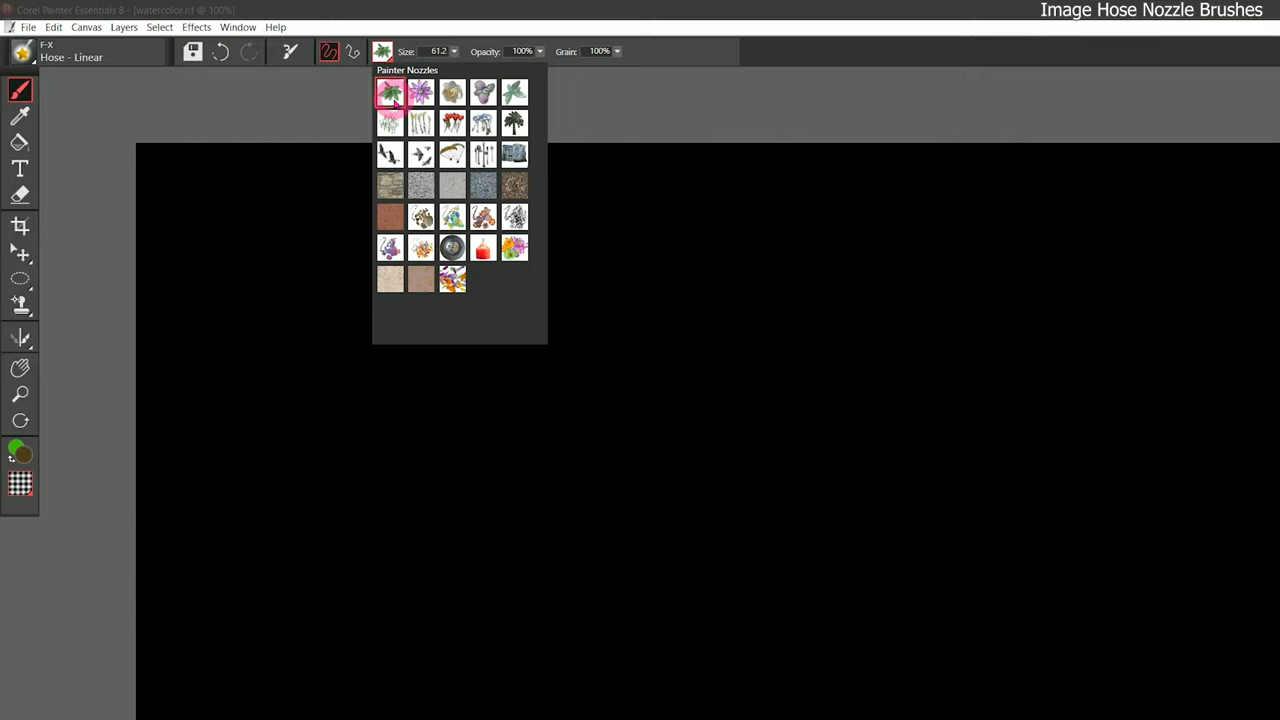 Corel Painter Essentials 8 - [watercolor.rif @ 100%]
Image Hose Nozzle Brushes
File Edit Canvas Layers Select Effects Window Help
F-X
Hose - Linear
Size: 61.2 Opacity: 100% Grain: 100%
Painter Nozzles
T